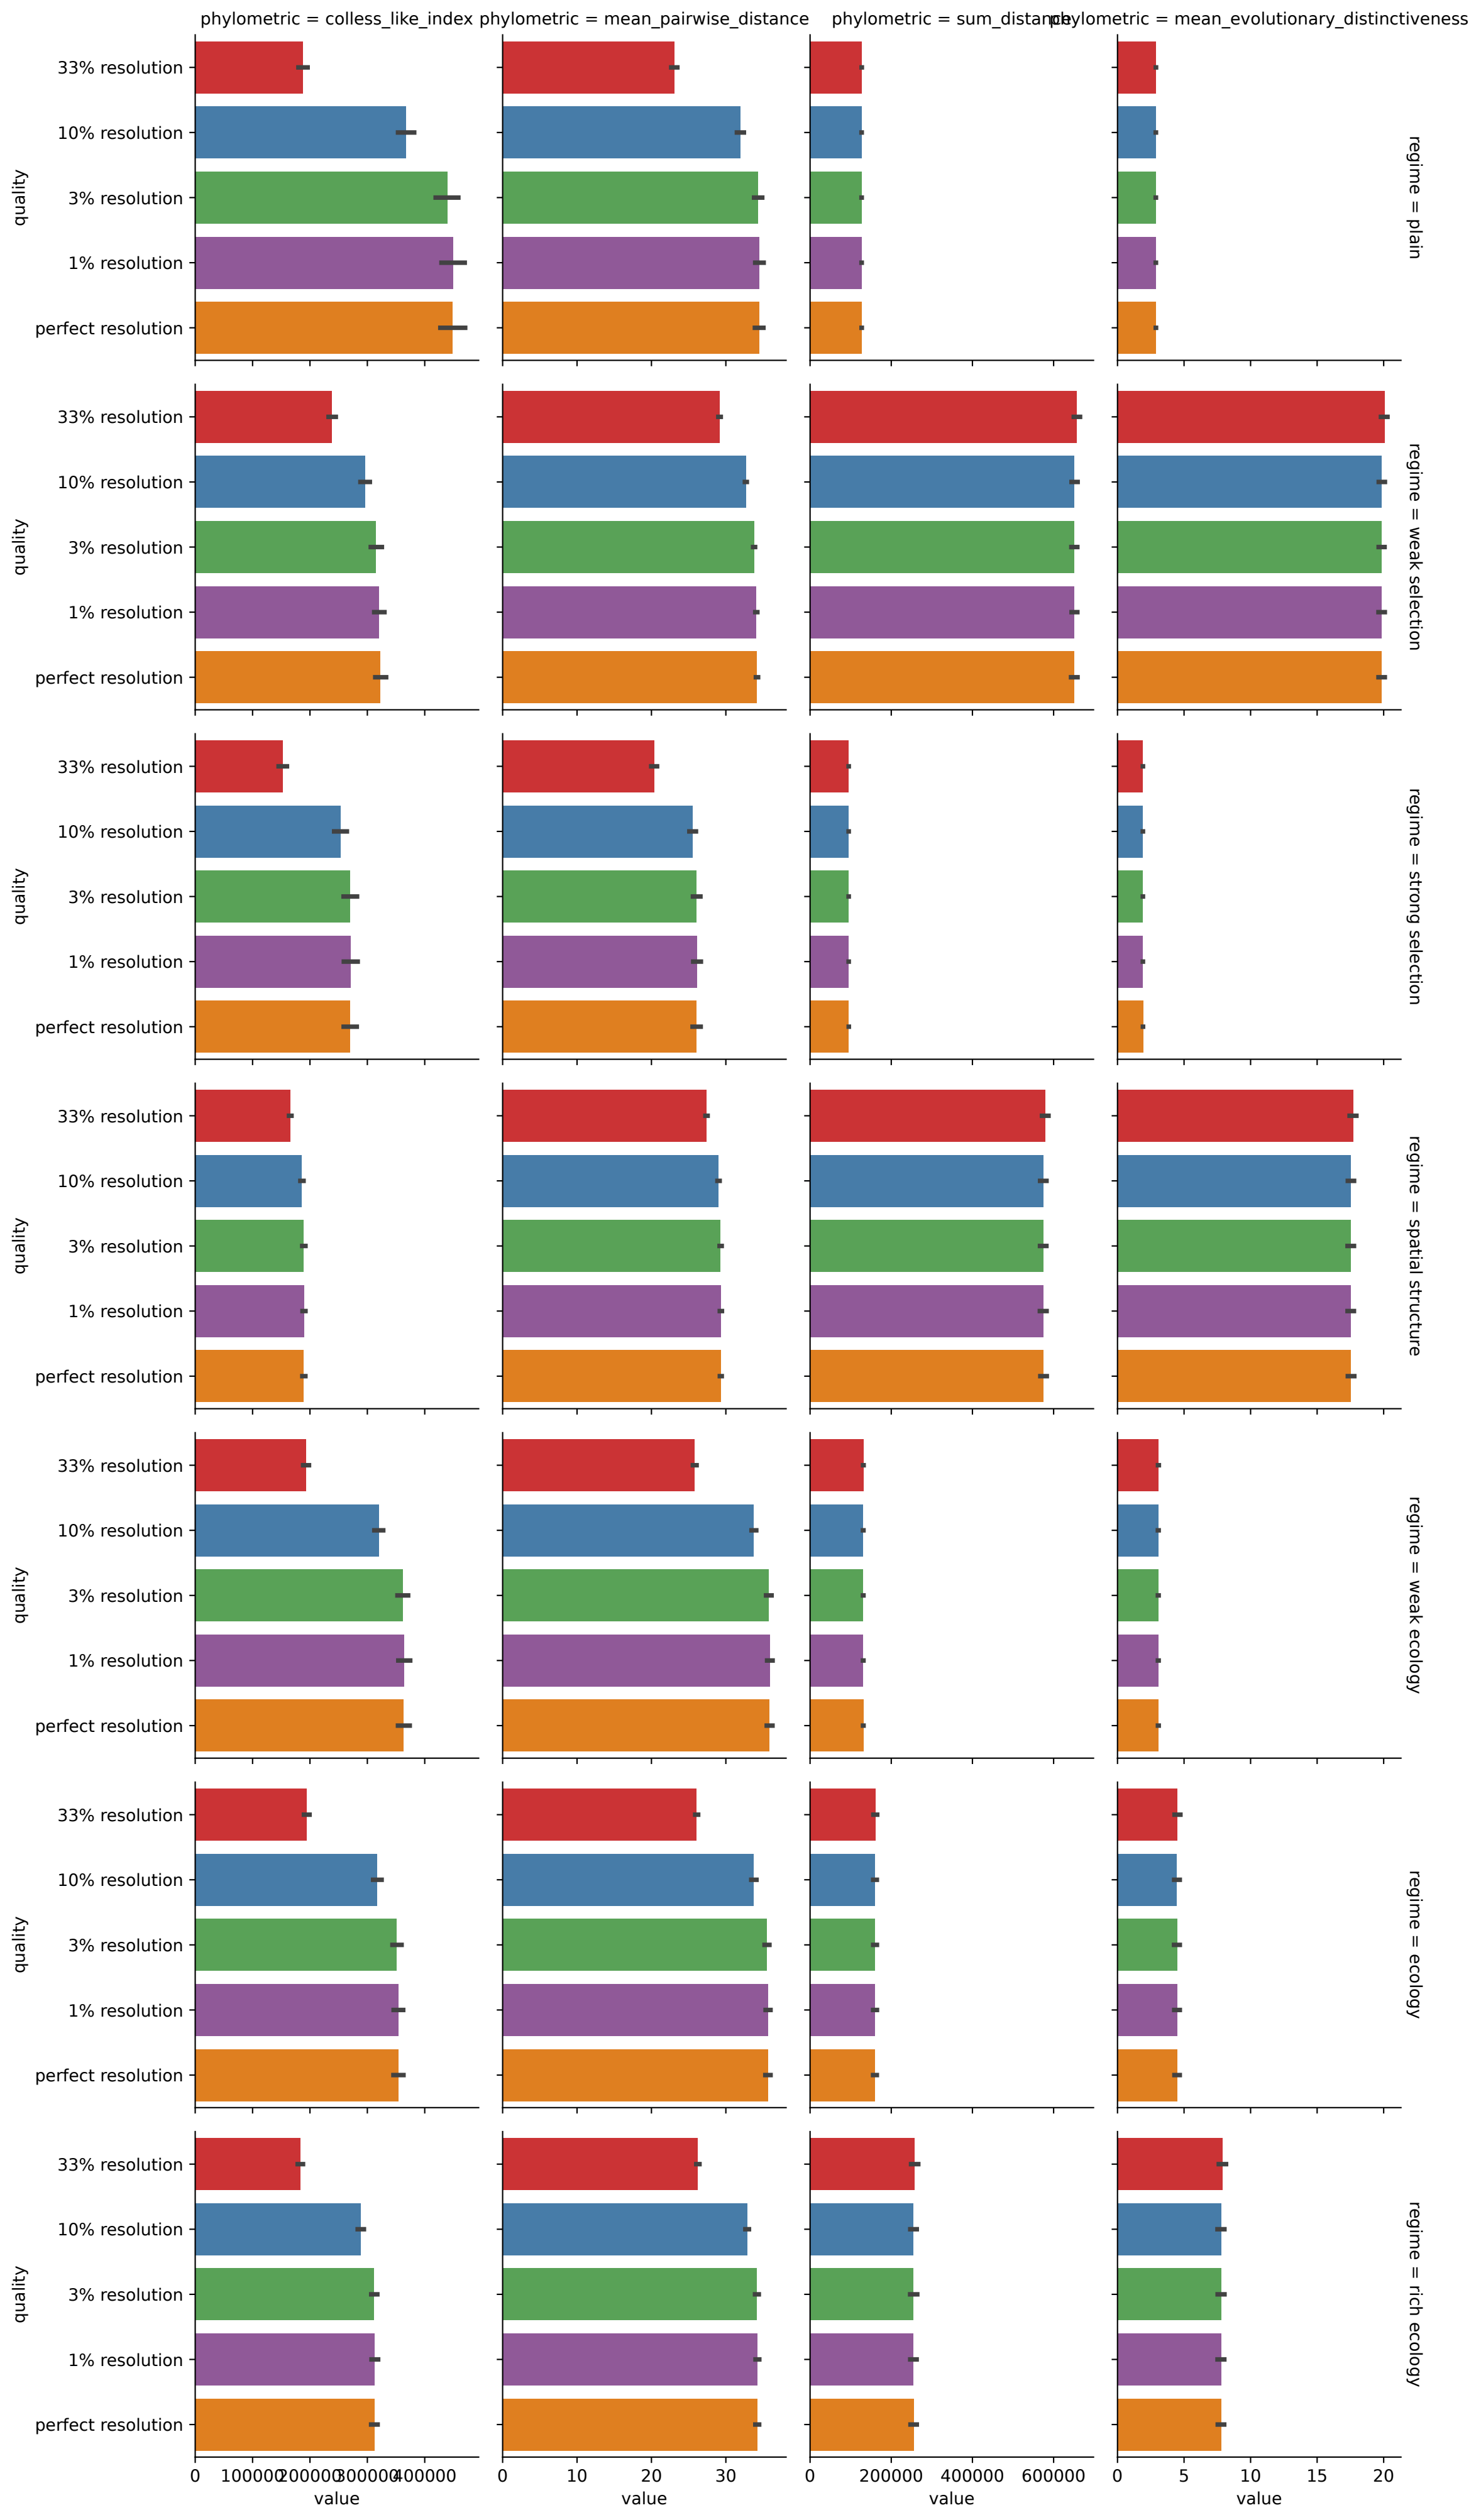 phylometric = colless_like_index
phylometric = mean_pairwise_distance
phylometric = sum_distance
phylometric = mean_evolutionary_distinctiveness
33% resolution
10% resolution
3% resolution
1% resolution
perfect resolution
quality
regime = plain
33% resolution
10% resolution
3% resolution
1% resolution
perfect resolution
quality
regime = weak selection
33% resolution
10% resolution
3% resolution
1% resolution
perfect resolution
quality
regime = strong selection
33% resolution
10% resolution
3% resolution
1% resolution
perfect resolution
quality
regime = spatial structure
33% resolution
10% resolution
3% resolution
1% resolution
perfect resolution
quality
regime = weak ecology
33% resolution
10% resolution
3% resolution
1% resolution
perfect resolution
quality
regime = ecology
33% resolution
10% resolution
3% resolution
1% resolution
perfect resolution
quality
regime = rich ecology
0 100000 200000 300000 400000
0 10 20 30
0 200000 400000 600000
0 5 10 15 20
value
value
value
value